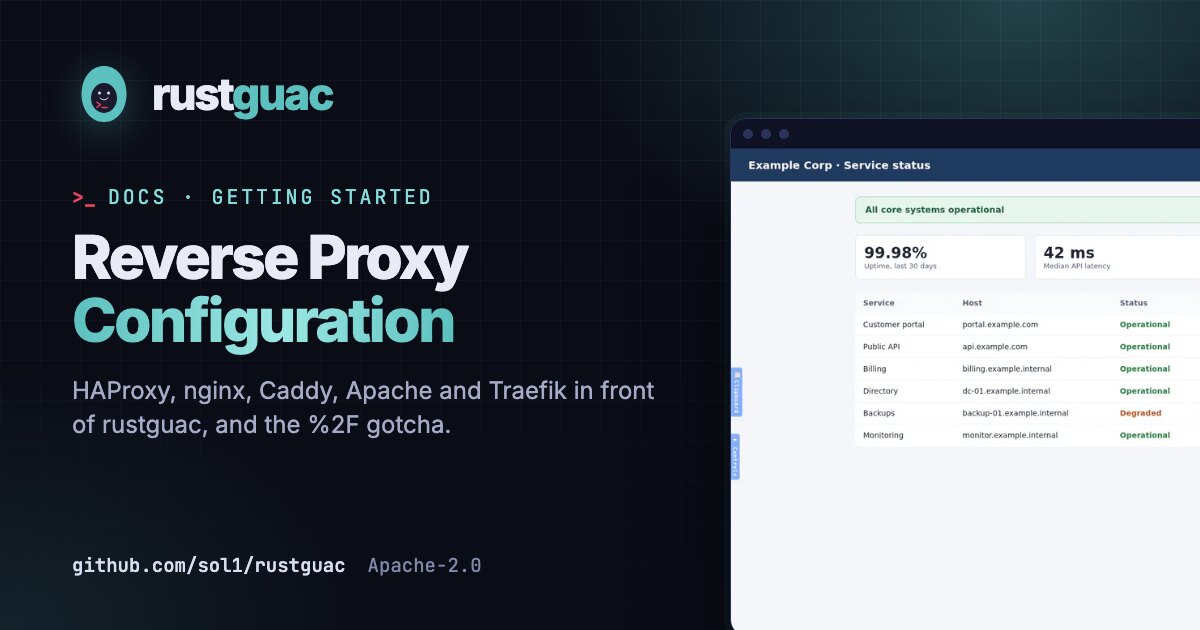 rustguac
>_ DOCS · GETTING STARTED
Reverse Proxy
Configuration
HAProxy, nginx, Caddy, Apache and Traefik in front
of rustguac, and the %2F gotcha.
github.com/sol1/rustguac Apache-2.0
Example Corp · Service status
All core systems operational
99.98% 42 ms
Uptime, last 30 days Median API latency
Service Host Status
Customer portal portal.example.com Operational
Public API api.example.com Operational
Billing billing.example.internal Operational
Directory dc-01.example.internal Operational
Backups backup-01.example.internal Degraded
Monitoring monitor.example.internal Operational
Clipboard
Controls